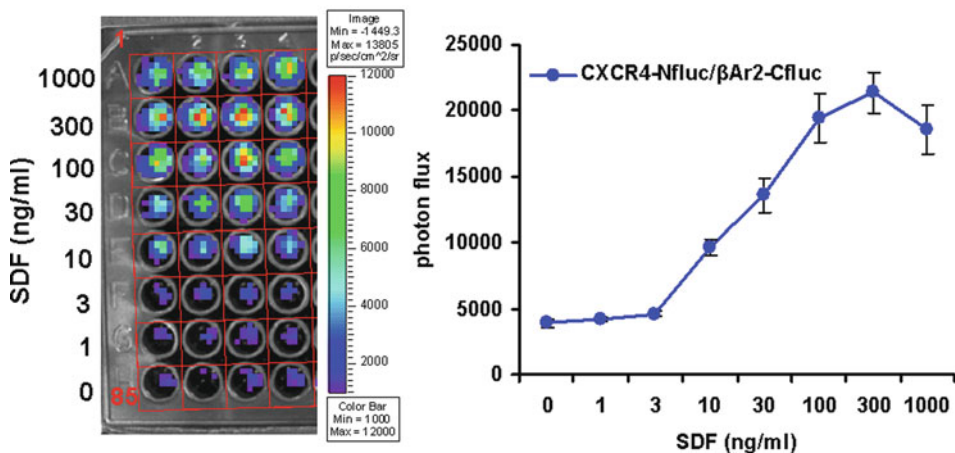 Image
Min = -1449.3
Max = 13805
p/sec/cm^2/sr
1 2 3 4
A
C
D
G
85
SDF (ng/ml)
1000
300
100
30
10
3
1
0
12000
10000
8000
6000
4000
2000
Color Bar
Min = 1000
Max = 12000
CXCR4-Nfluc/βAr2-Cfluc
photon flux
25000
20000
15000
10000
5000
0
0 1 3 10 30 100 300 1000
SDF (ng/ml)